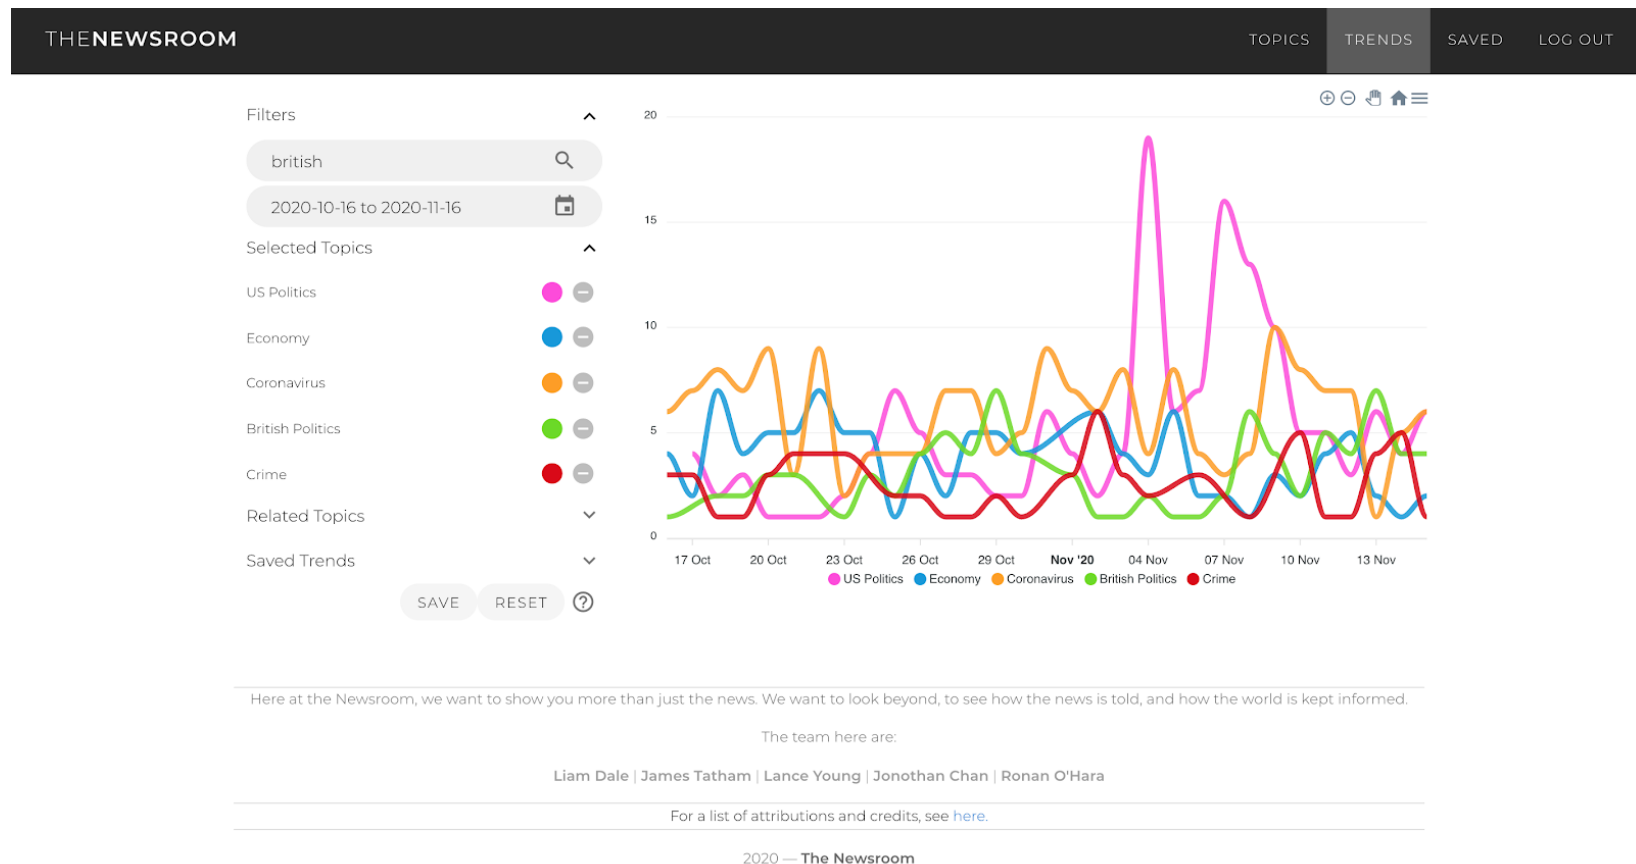 THENEWSROOM
TOPICS TRENDS SAVED LOG OUT
Filters
british
2020-10-16 to 2020-11-16
Selected Topics
US Politics
Economy
Coronavirus
British Politics
Crime
Related Topics
Saved Trends
SAVE RESET ?
20
15
10
5
0
17 Oct 20 Oct 23 Oct 26 Oct 29 Oct Nov '20 04 Nov 07 Nov 10 Nov 13 Nov
US Politics Economy Coronavirus British Politics Crime
Here at the Newsroom, we want to show you more than just the news. We want to look beyond, to see how the news is told, and how the world is kept informed.
The team here are:
Liam Dale | James Tatham | Lance Young | Jonothan Chan | Ronan O'Hara
For a list of attributions and credits, see here.
2020 — The Newsroom